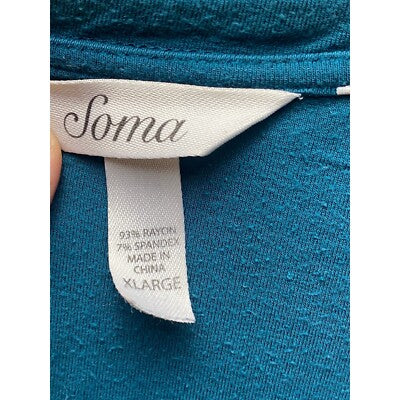 Soma
93% RAYON
7% SPANDEX
MADE IN
CHINA
XLARGE